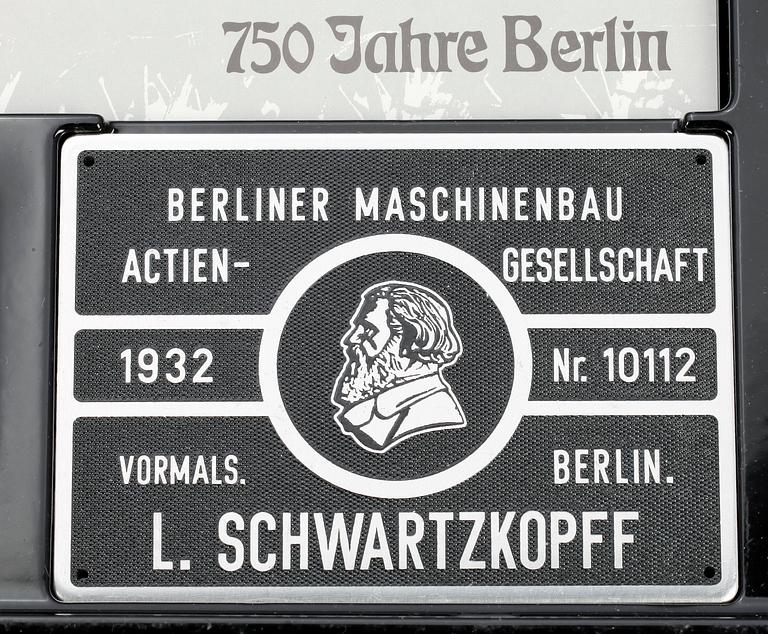 750 Jahre Berlin
BERLINER MASCHINENBAU
ACTIEN- GESELLSCHAFT
1932 Nr. 10112
VORMALS. BERLIN.
L. SCHWARTZKOPFF